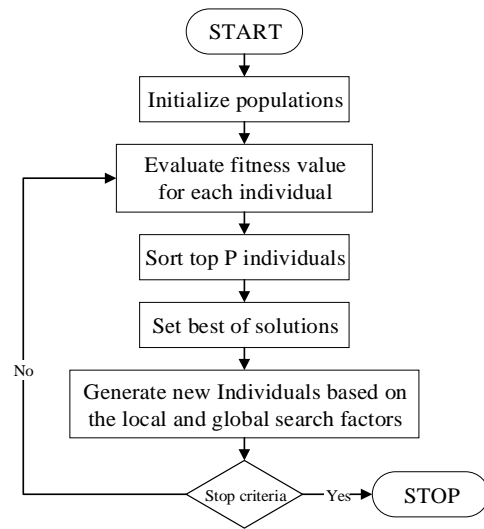 START
Initialize populations
Evaluate fitness value
for each individual
Sort top P individuals
Set best of solutions
No
Generate new Individuals based on
the local and global search factors
Stop criteria
Yes
STOP